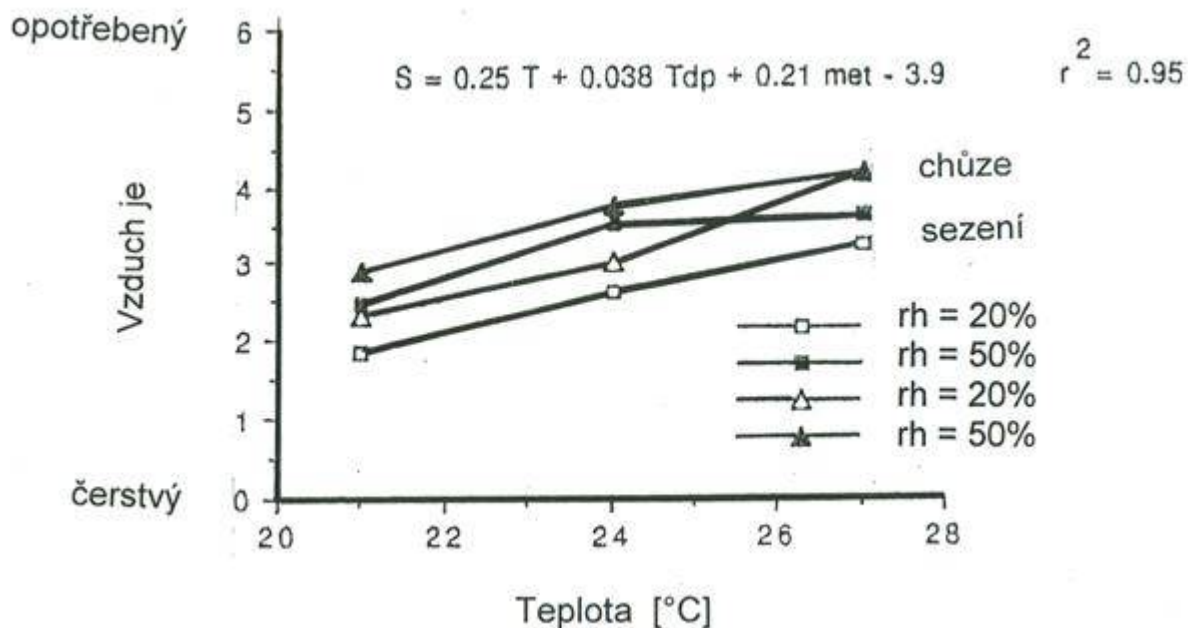 opotřebený
6
S = 0.25 T + 0.038 Tdp + 0.21 met - 3.9 r² = 0.95
5
chůze
4
sezení
3
Vzduch je
rh = 20%
2
rh = 50%
rh = 20%
1
rh = 50%
čerstvý
0
20 22 24 26 28
Teplota [°C]